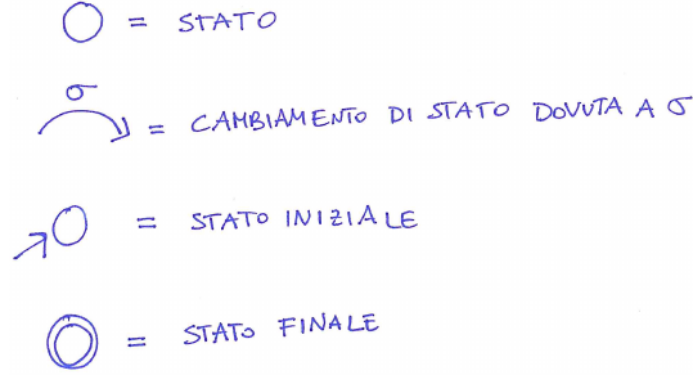 = STATO
σ
= CAMBIAMENTO DI STATO DOVUTA A σ
= STATO INIZIALE
= STATO FINALE